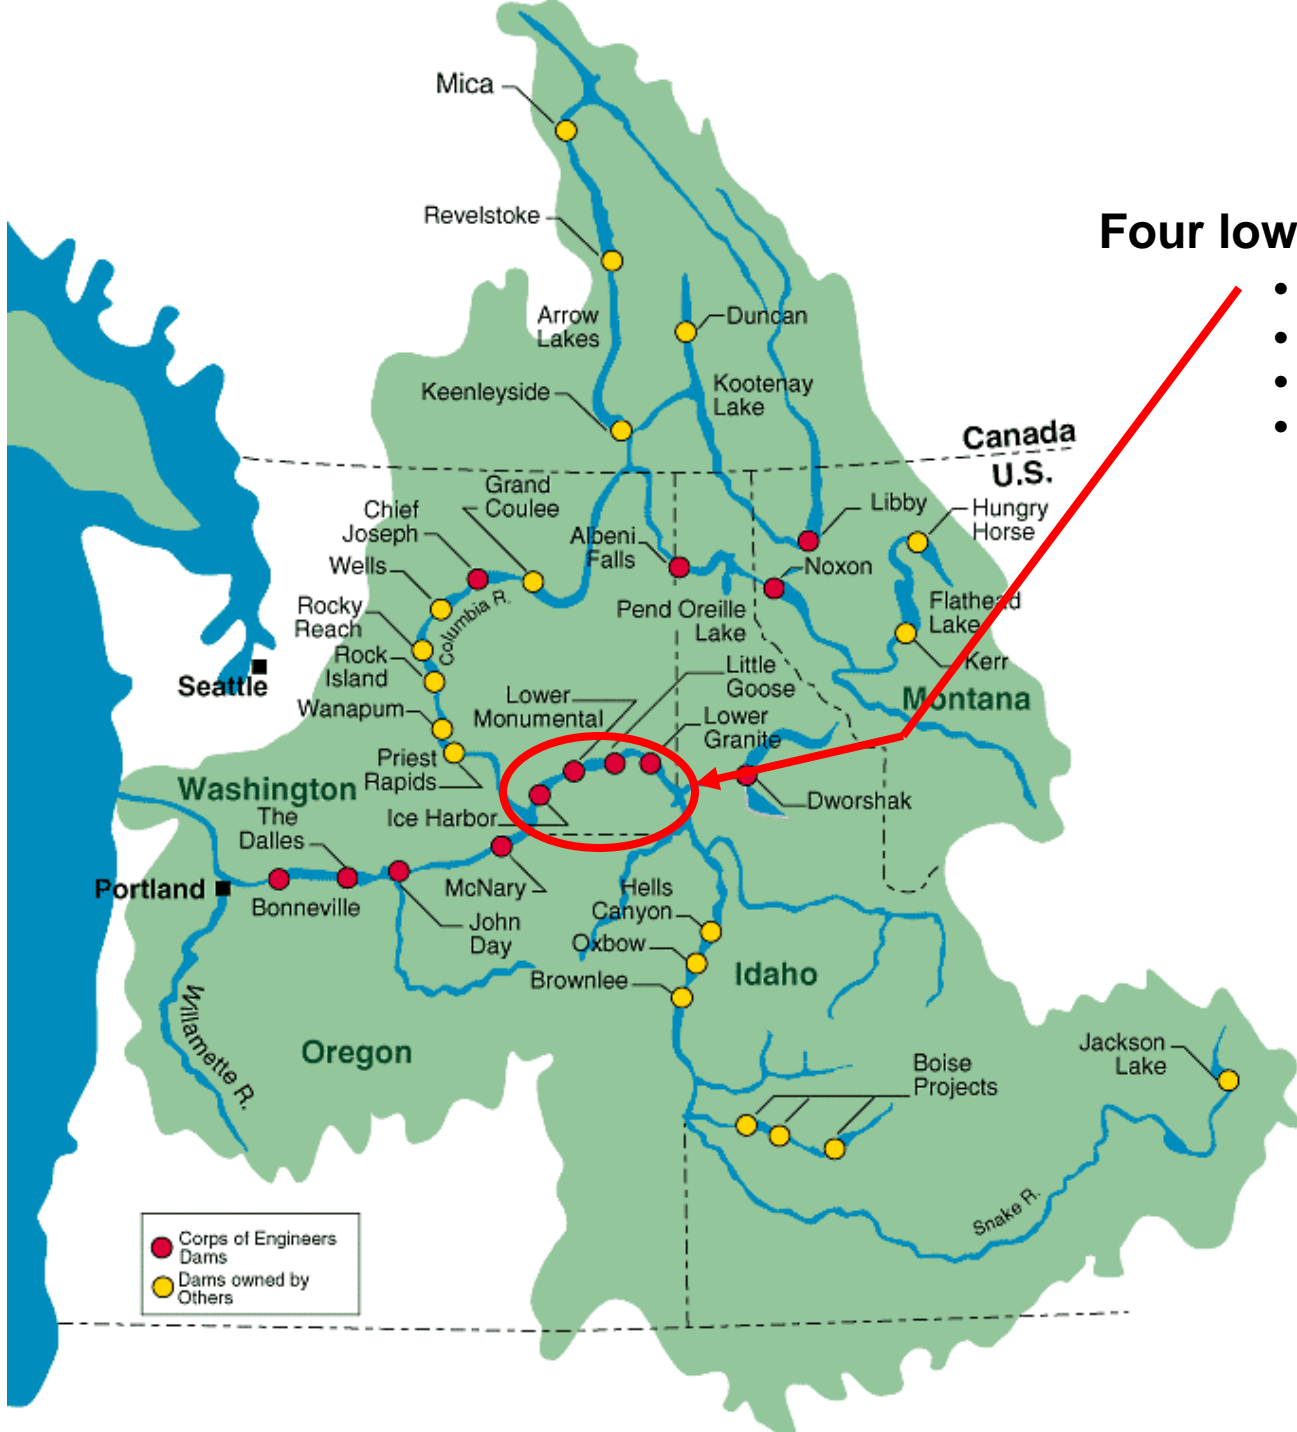 Mica
Revelstoke
Four low
•
•
•
•
Arrow
Lakes
Duncan
Keenleyside
Kootenay
Lake
Canada
U.S.
Grand
Coulee
Chief
Joseph
Libby
Hungry
Horse
Albeni
Falls
Wells
Noxon
Rocky
Reach
Columbia R.
Pend Oreille
Lake
Flathead
Lake
Rock
Island
Kerr
Seattle
Little
Goose
Lower
Monumental
Montana
Wanapum
Lower
Granite
Priest
Rapids
Washington
Ice Harbor
Dworshak
The
Dalles
Portland
McNary
Bonneville
John
Day
Hells
Canyon
Oxbow
Brownlee
Idaho
Willamette R.
Oregon
Boise
Projects
Jackson
Lake
Snake R.
Corps of Engineers
Dams
Dams owned by
Others